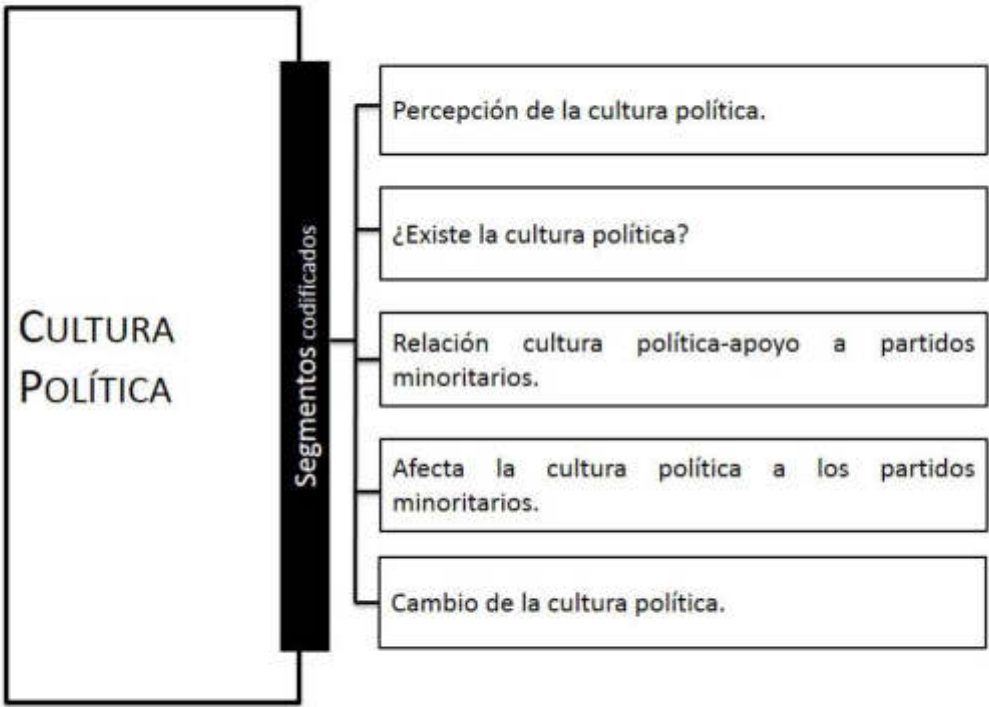 CULTURA
POLÍTICA
Segmentos codificados
Percepción de la cultura política.
¿Existe la cultura política?
Relación cultura política-apoyo a partidos
minoritarios.
Afecta la cultura política a los partidos
minoritarios.
Cambio de la cultura política.